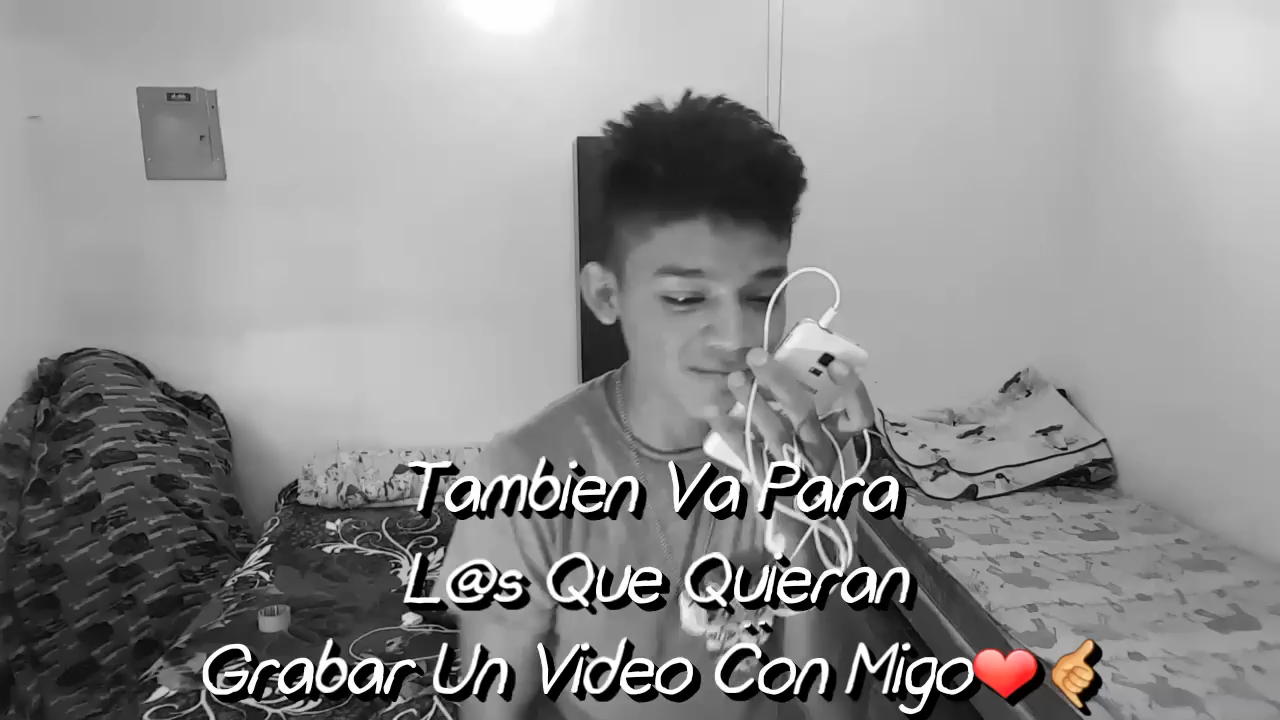 Tambien Va Para
L@s Que Quieran
Grabar Un Video Con Migo❤️🤙